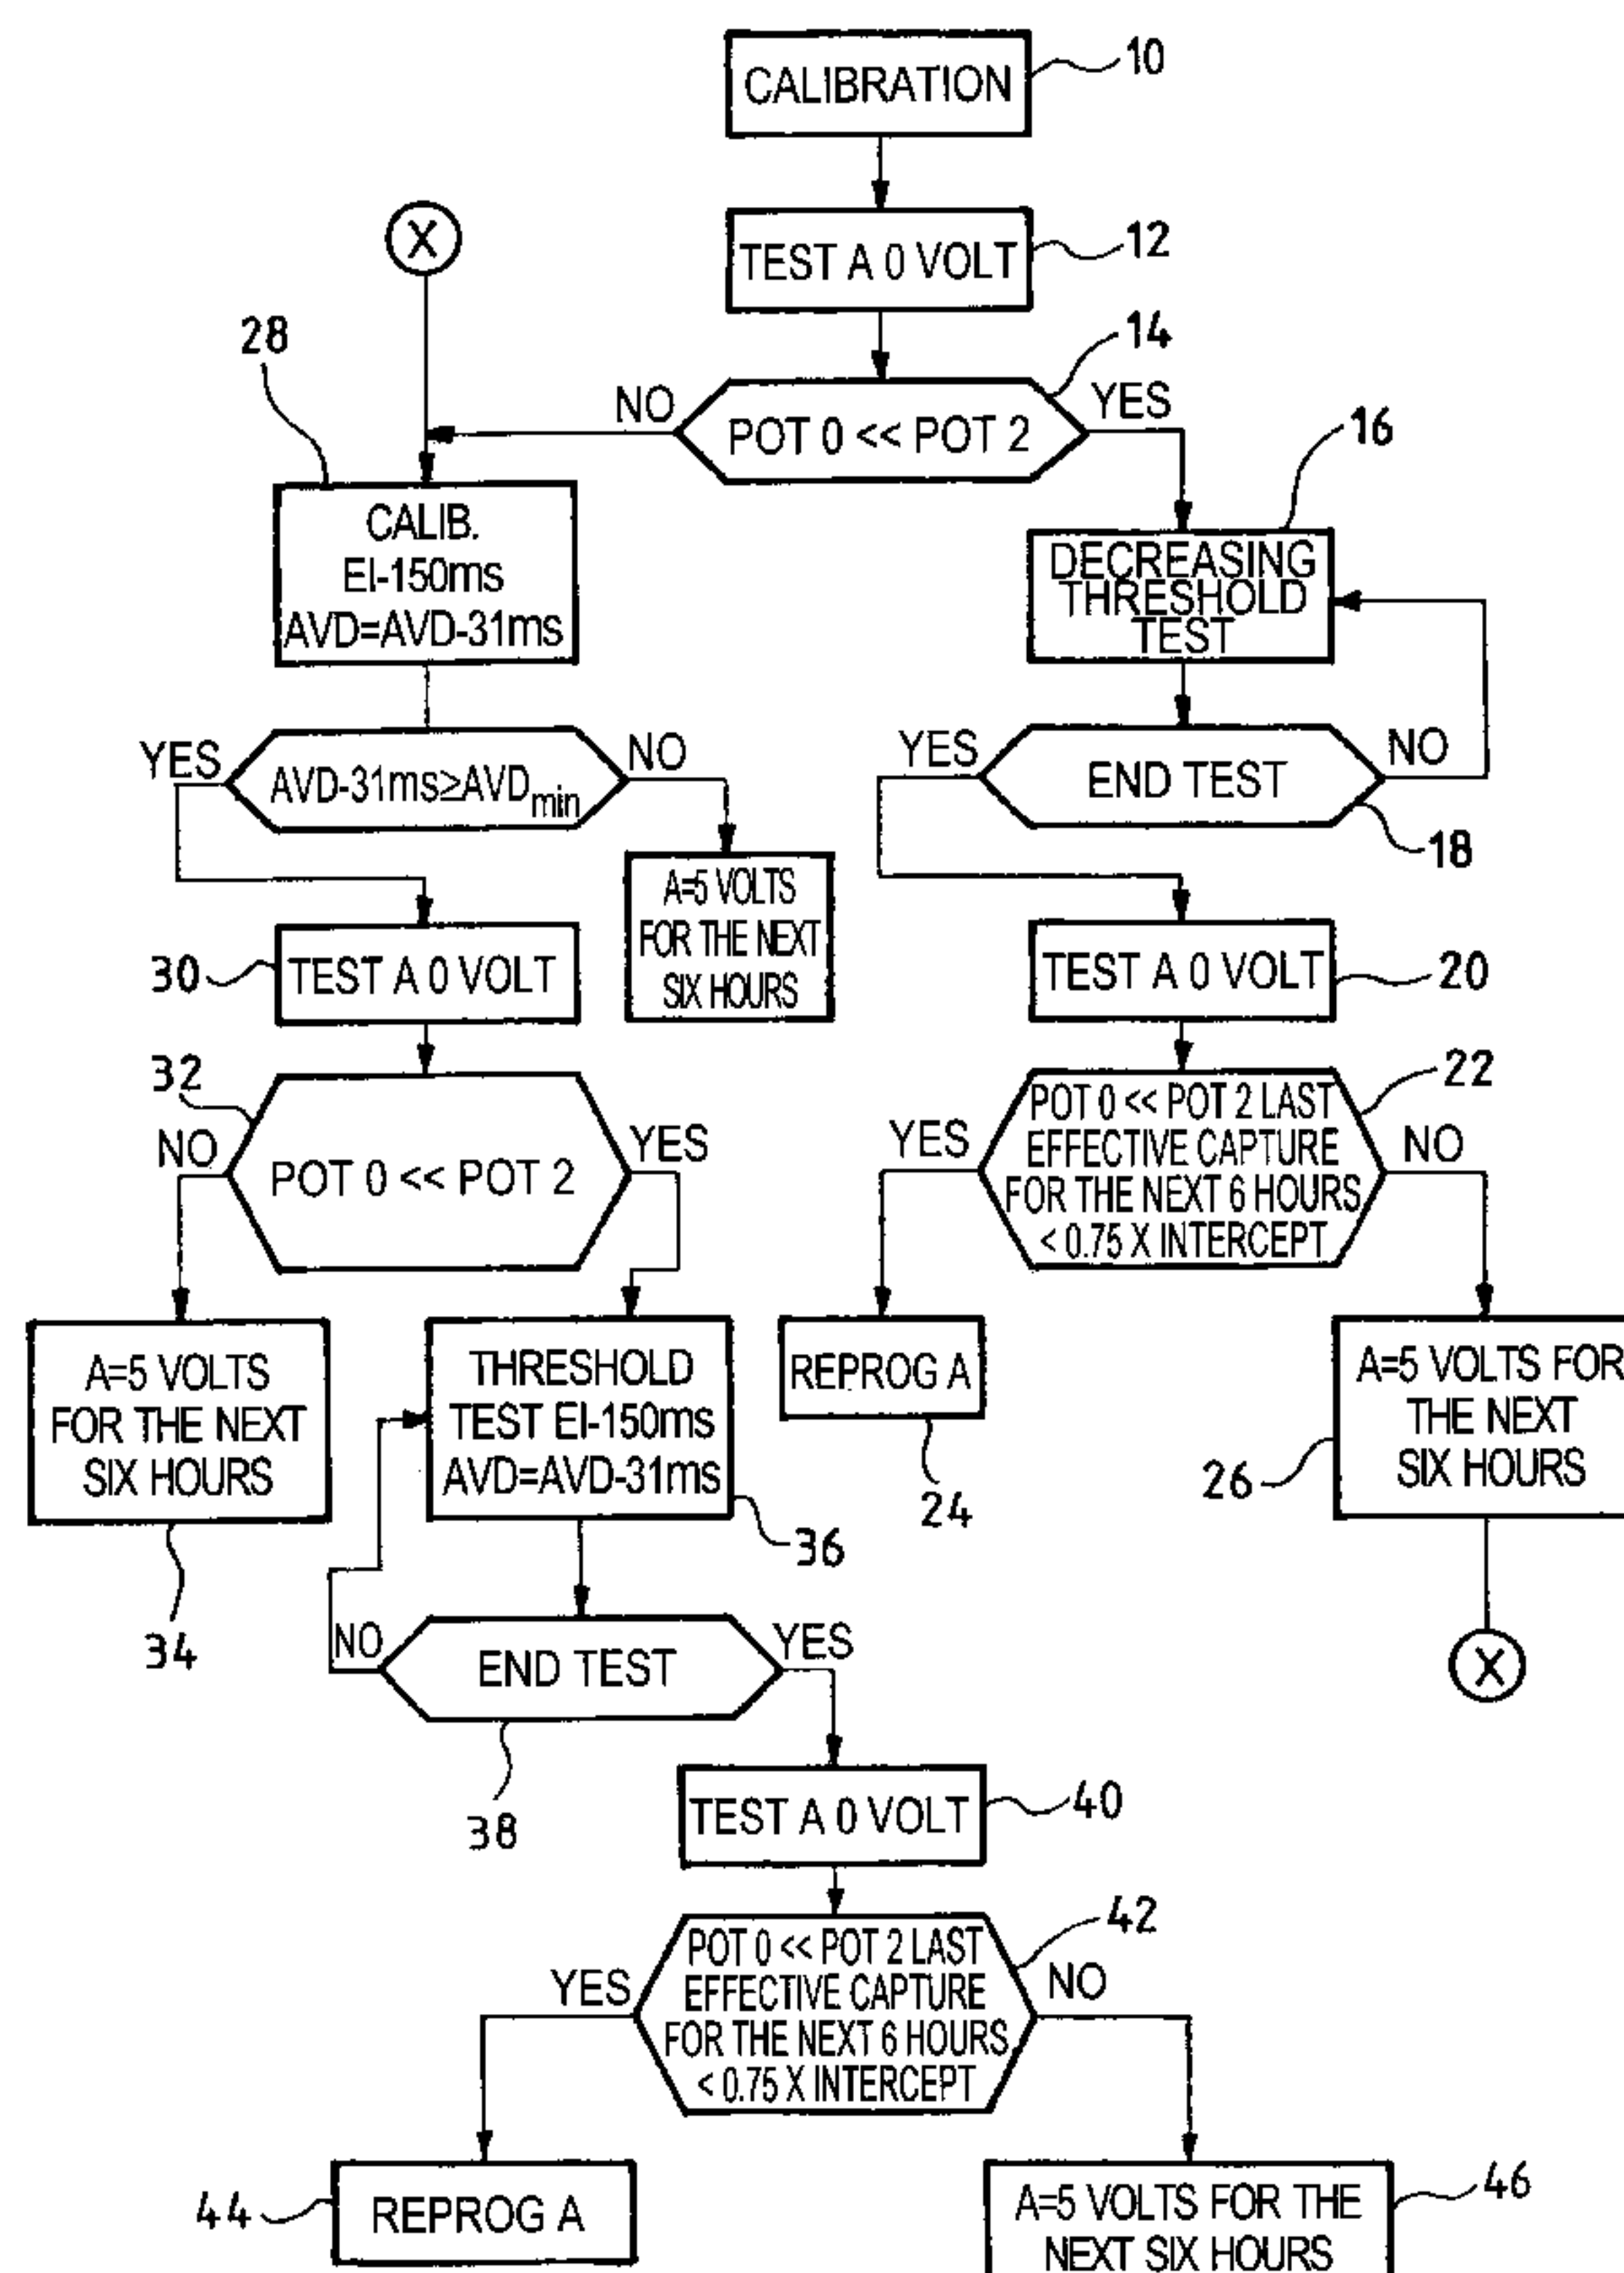 CALIBRATION
10
TEST A 0 VOLT
12
X
28
14
NO
POT 0 << POT 2
YES
16
CALIB.
EI-150ms
AVD=AVD-31ms
DECREASING
THRESHOLD
TEST
YES
AVD-31ms≥AVDmin
NO
YES
END TEST
NO
18
A=5 VOLTS
FOR THE NEXT
SIX HOURS
30
TEST A 0 VOLT
TEST A 0 VOLT
20
32
NO
POT 0 << POT 2
YES
YES
POT 0 << POT 2 LAST
EFFECTIVE CAPTURE
FOR THE NEXT 6 HOURS
< 0.75 X INTERCEPT
NO
22
A=5 VOLTS
FOR THE NEXT
SIX HOURS
34
THRESHOLD
TEST EI-150ms
AVD=AVD-31ms
36
REPROG A
24
A=5 VOLTS FOR
THE NEXT
SIX HOURS
26
X
NO
END TEST
YES
38
TEST A 0 VOLT
40
YES
POT 0 << POT 2 LAST
EFFECTIVE CAPTURE
FOR THE NEXT 6 HOURS
< 0.75 X INTERCEPT
NO
42
44
REPROG A
A=5 VOLTS FOR THE
NEXT SIX HOURS
46